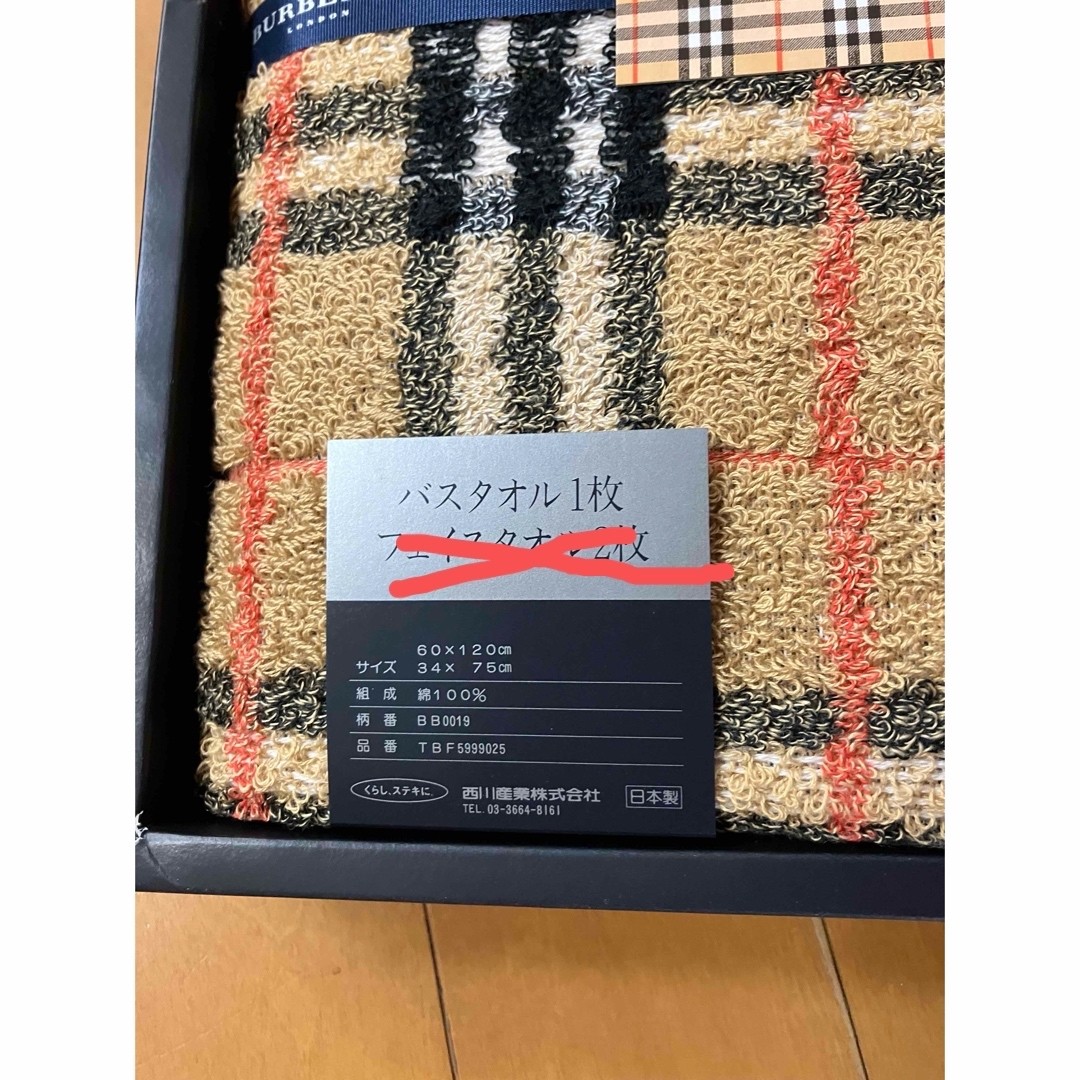 BURBE
LONDON
バスタオル1枚
フェイスタオル2枚
60×120㎝
サイズ 34× 75㎝
組成 綿100%
柄番 BB0019
品番 TBF5999025
くらし、ステキに。 西川産業株式会社 日本製
TEL.03-3664-8161